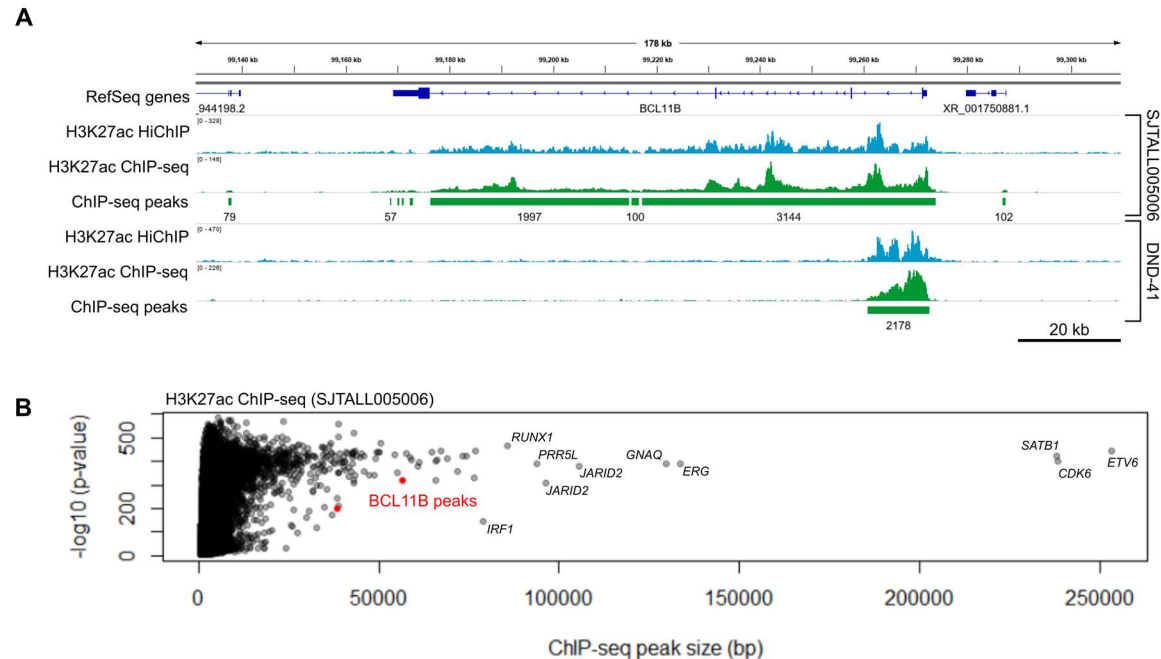 A
178 kb
99,140 kb 99,160 kb 99,180 kb 99,200 kb 99,220 kb 99,240 kb 99,260 kb 99,280 kb 99,300 kb
RefSeq genes
_944198.2 BCL11B XR_001750881.1
H3K27ac HiChIP [0 - 329]
H3K27ac ChIP-seq [0 - 146]
ChIP-seq peaks
79 57 1997 100 3144 102
SJTALL005006
H3K27ac HiChIP [0 - 470]
H3K27ac ChIP-seq [0 - 226]
ChIP-seq peaks
2178
DND-41
20 kb
B
H3K27ac ChIP-seq (SJTALL005006)
-log10 (p-value)
500
200
0
RUNX1
PRR5L
JARID2
JARID2
IRF1
GNAQ
ERG
SATB1
CDK6
ETV6
BCL11B peaks
0 50000 100000 150000 200000 250000
ChIP-seq peak size (bp)